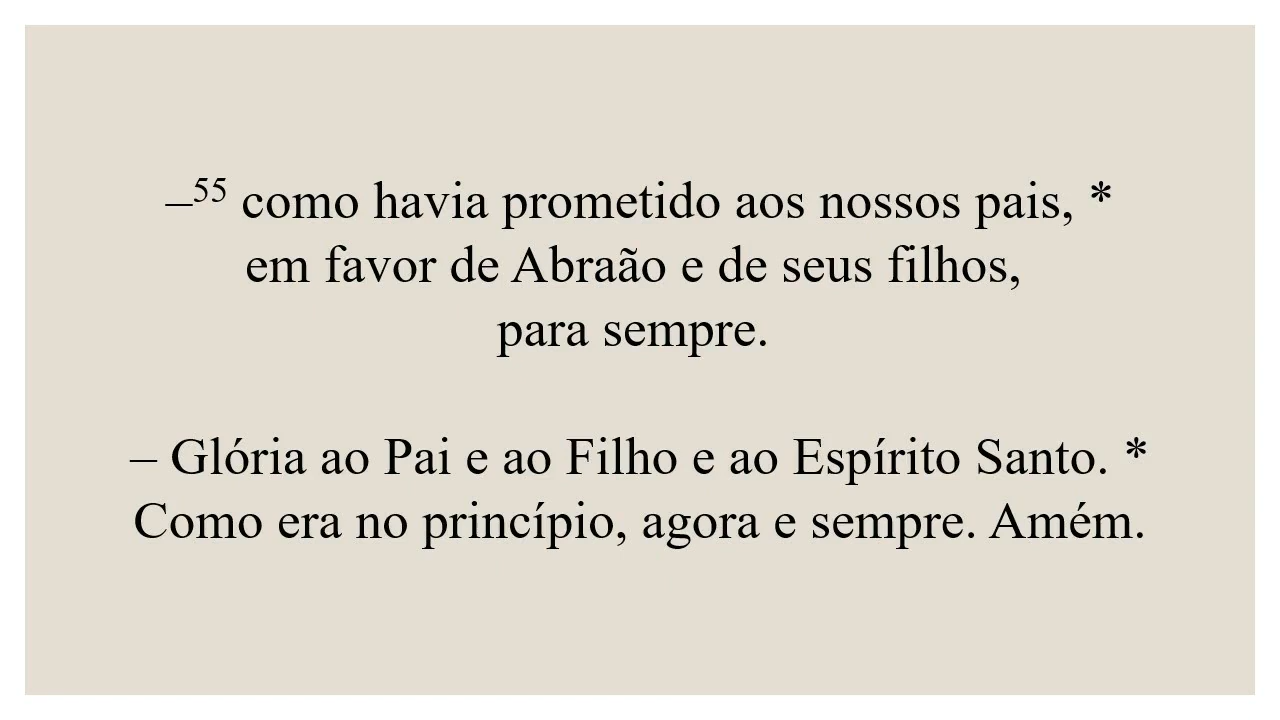 –55 como havia prometido aos nossos pais, *
em favor de Abraão e de seus filhos,
para sempre.
– Glória ao Pai e ao Filho e ao Espírito Santo. *
Como era no princípio, agora e sempre. Amém.